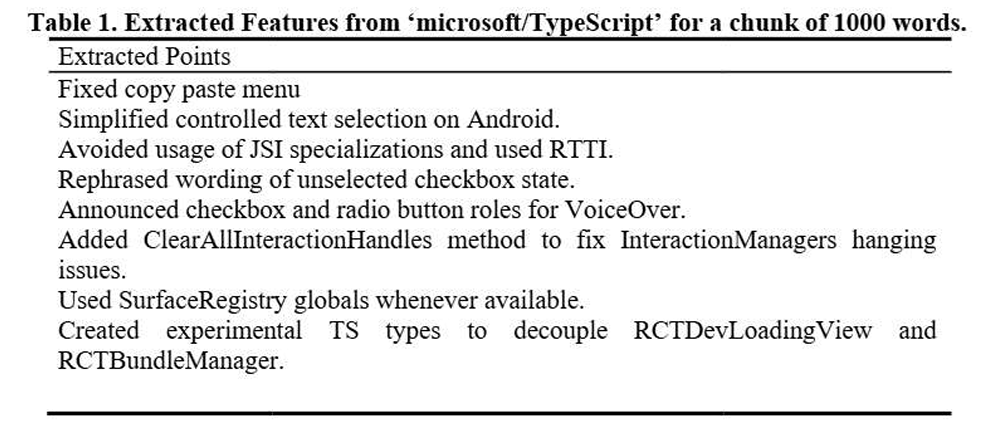 Table 1. Extracted Features from ‘microsoft/TypeScript’ for a chunk of 1000 words.
Extracted Points
Fixed copy paste menu
Simplified controlled text selection on Android.
Avoided usage of JSI specializations and used RTTI.
Rephrased wording of unselected checkbox state.
Announced checkbox and radio button roles for VoiceOver.
Added ClearAllInteractionHandles method to fix InteractionManagers hanging
issues.
Used SurfaceRegistry globals whenever available.
Created experimental TS types to decouple RCTDevLoadingView and
RCTBundleManager.